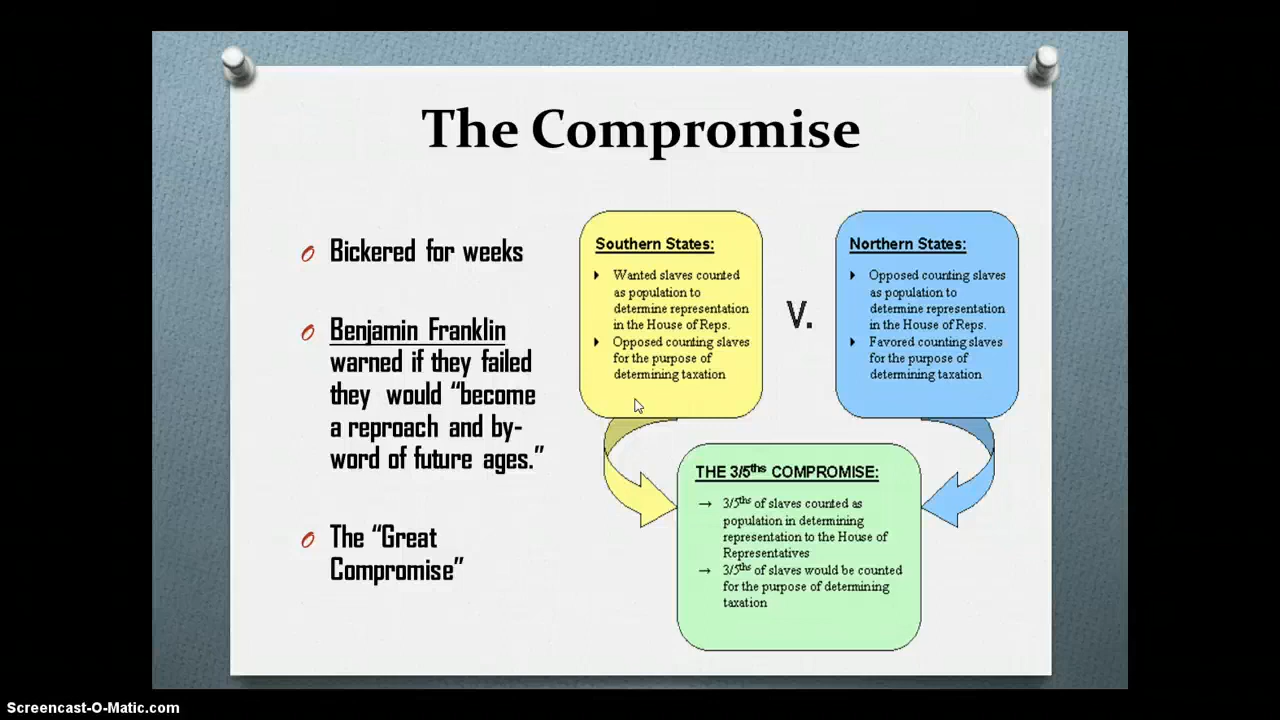 The Compromise
O Bickered for weeks
O Benjamin Franklin
warned if they failed
they would “become
a reproach and by-
word of future ages.”
O The “Great
Compromise”
Southern States:
Wanted slaves counted
as population to
determine representation
in the House of Reps.
Opposed counting slaves
for the purpose of
determining taxation
V.
Northern States:
Opposed counting slaves
as population to
determine representation
in the House of Reps.
Favored counting slaves
for the purpose of
determining taxation
THE 3/5ths COMPROMISE:
→ 3/5ths of slaves counted as
population in determining
representation to the House of
Representatives
→ 3/5ths of slaves would be counted
for the purpose of determining
taxation
Screencast-O-Matic.com